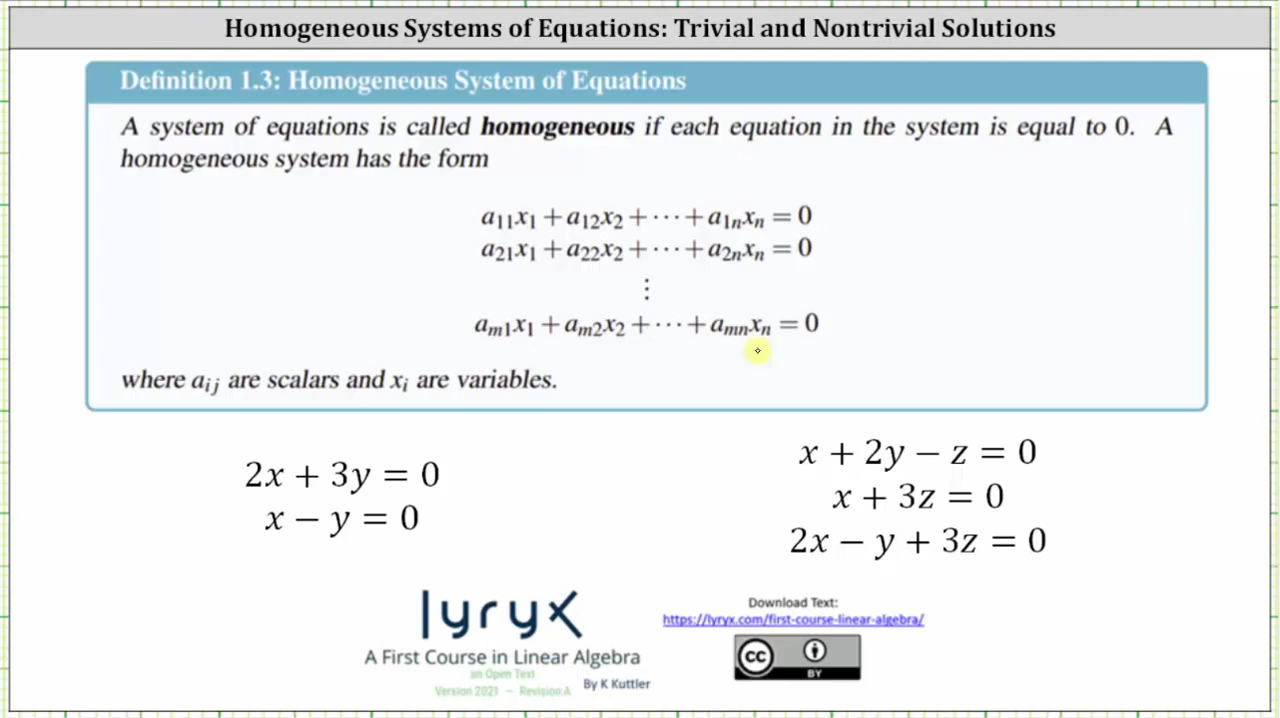 Homogeneous Systems of Equations: Trivial and Nontrivial Solutions
Definition 1.3: Homogeneous System of Equations
A system of equations is called homogeneous if each equation in the system is equal to 0. A
homogeneous system has the form
a₁₁x₁ + a₁₂x₂ + ··· + a₁ₙxₙ = 0
a₂₁x₁ + a₂₂x₂ + ··· + a₂ₙxₙ = 0
⋮
aₘ₁x₁ + aₘ₂x₂ + ··· + aₘₙxₙ = 0
where aᵢⱼ are scalars and xᵢ are variables.
2x + 3y = 0
x − y = 0
x + 2y − z = 0
x + 3z = 0
2x − y + 3z = 0
lyryx
A First Course in Linear Algebra
an Open Text
Version 2021 – Revision A
By K Kuttler
Download Text:
https://lyryx.com/first-course-linear-algebra/
cc
BY